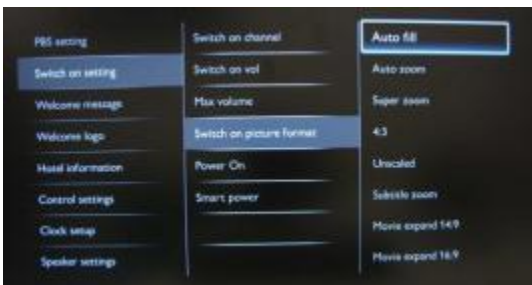 PBS setting
Switch on setting
Welcome message
Welcome logo
Hotel information
Control settings
Clock setup
Speaker settings
Switch on channel
Switch on vol
Max volume
Switch on picture format
Power On
Smart power
Auto fill
Auto zoom
Super zoom
4:3
Unscaled
Subtitle zoom
Movie expand 14:9
Movie expand 16:9